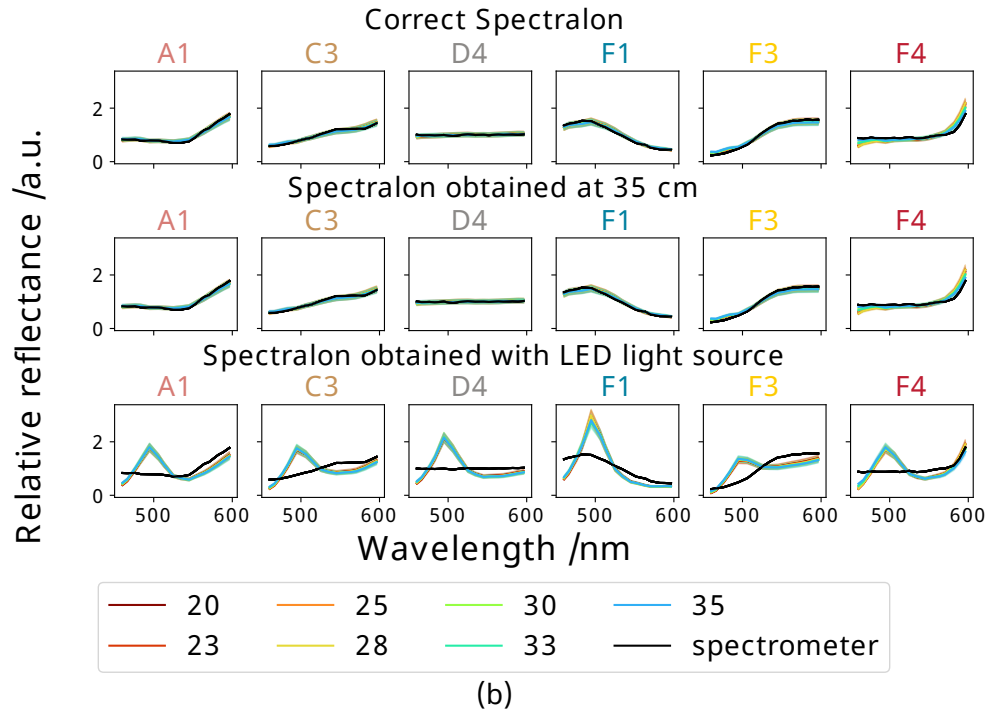 Correct Spectralon
A1 C3 D4 F1 F3 F4
2
0
Spectralon obtained at 35 cm
A1 C3 D4 F1 F3 F4
2
0
Spectralon obtained with LED light source
A1 C3 D4 F1 F3 F4
2
0
500 600 500 600 500 600 500 600 500 600 500 600
Relative reflectance /a.u.
Wavelength /nm
20 25 30 35
23 28 33 spectrometer
(b)